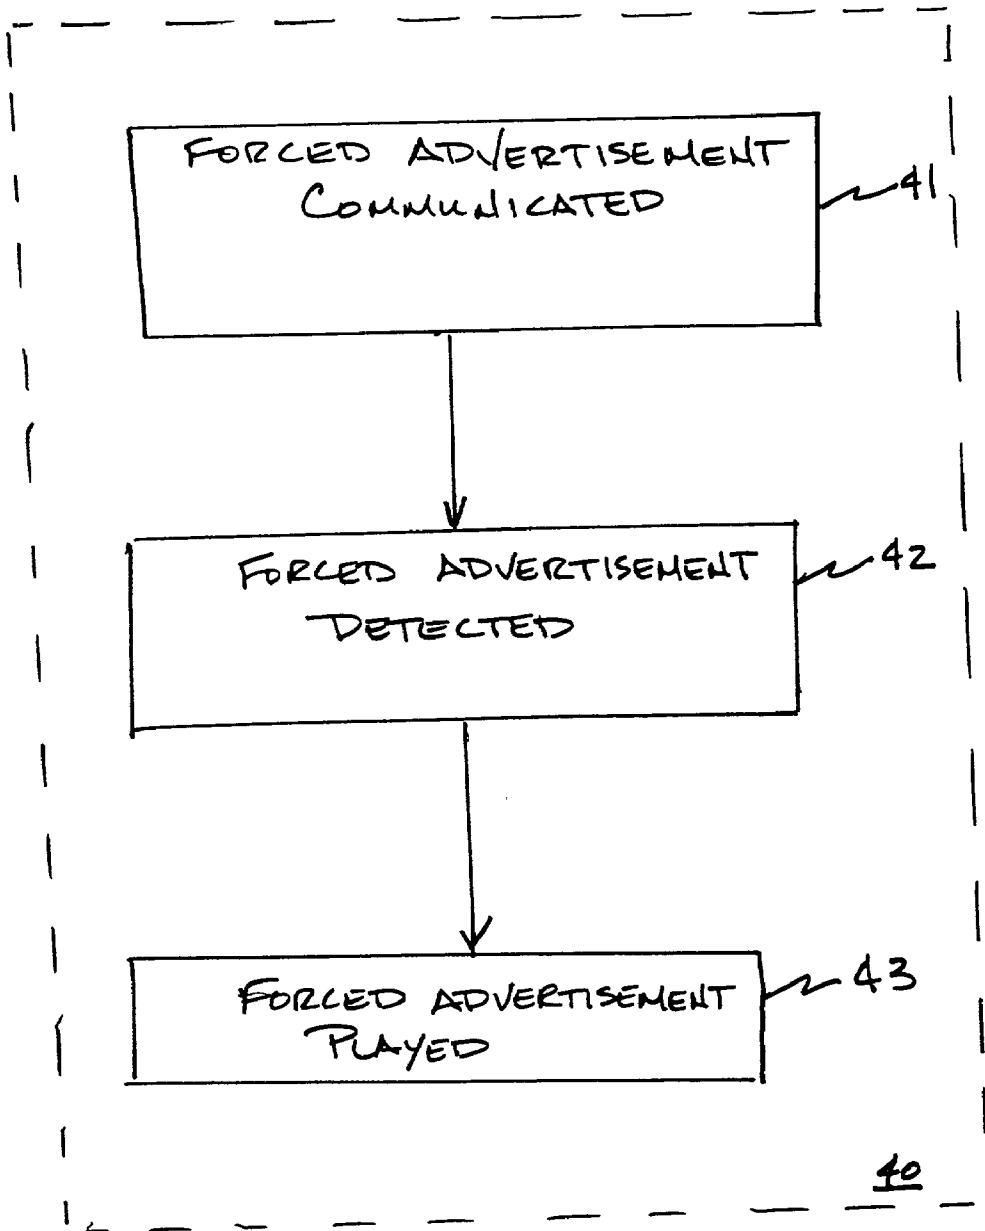 FORCED ADVERTISEMENT
COMMUNICATED
41
FORCED ADVERTISEMENT
DETECTED
42
FORCED ADVERTISEMENT
PLAYED
43
40